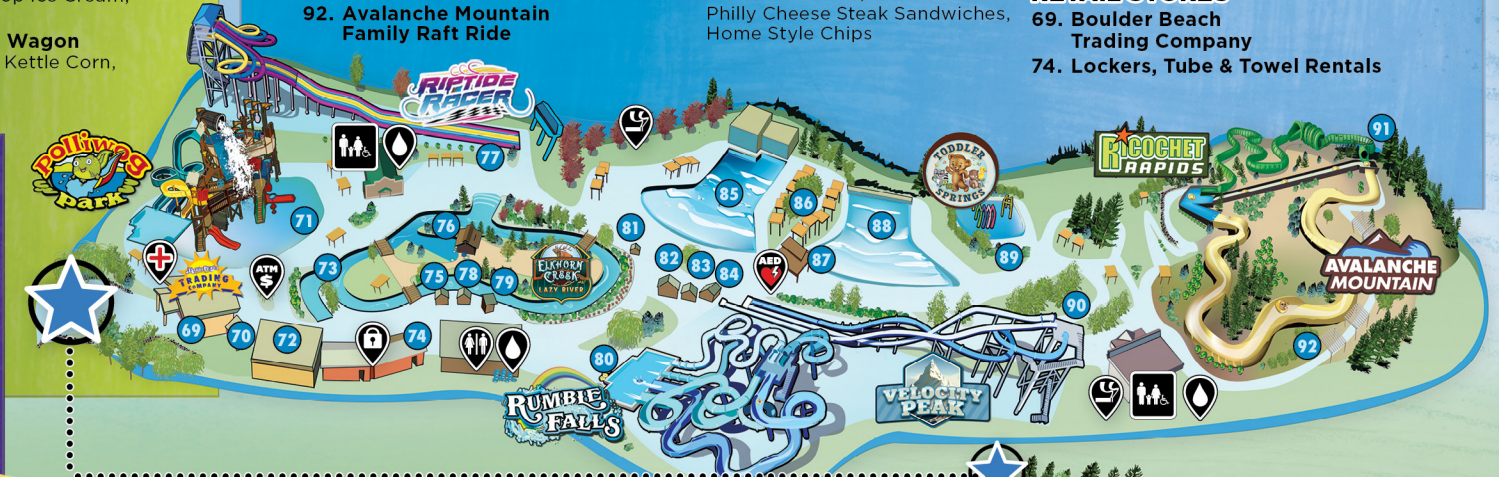 92. Avalanche Mountain
Family Raft Ride
Wagon
Kettle Corn,
Philly Cheese Steak Sandwiches,
Home Style Chips
69. Boulder Beach
Trading Company
74. Lockers, Tube & Towel Rentals
RIPTIDE
RACER
Polliwog
Park
77
71
76
TRADING
COMPANY
ATM
$
73
75
78
79
ELKHORN
CREEK
LAZY RIVER
69
70
72
74
80
81
82
83
84
85
86
87
88
AED
TODDLER
SPRINGS
89
RICOCHET
RAPIDS
91
AVALANCHE
MOUNTAIN
90
92
RUMBLE
FALLS
VELOCITY
PEAK